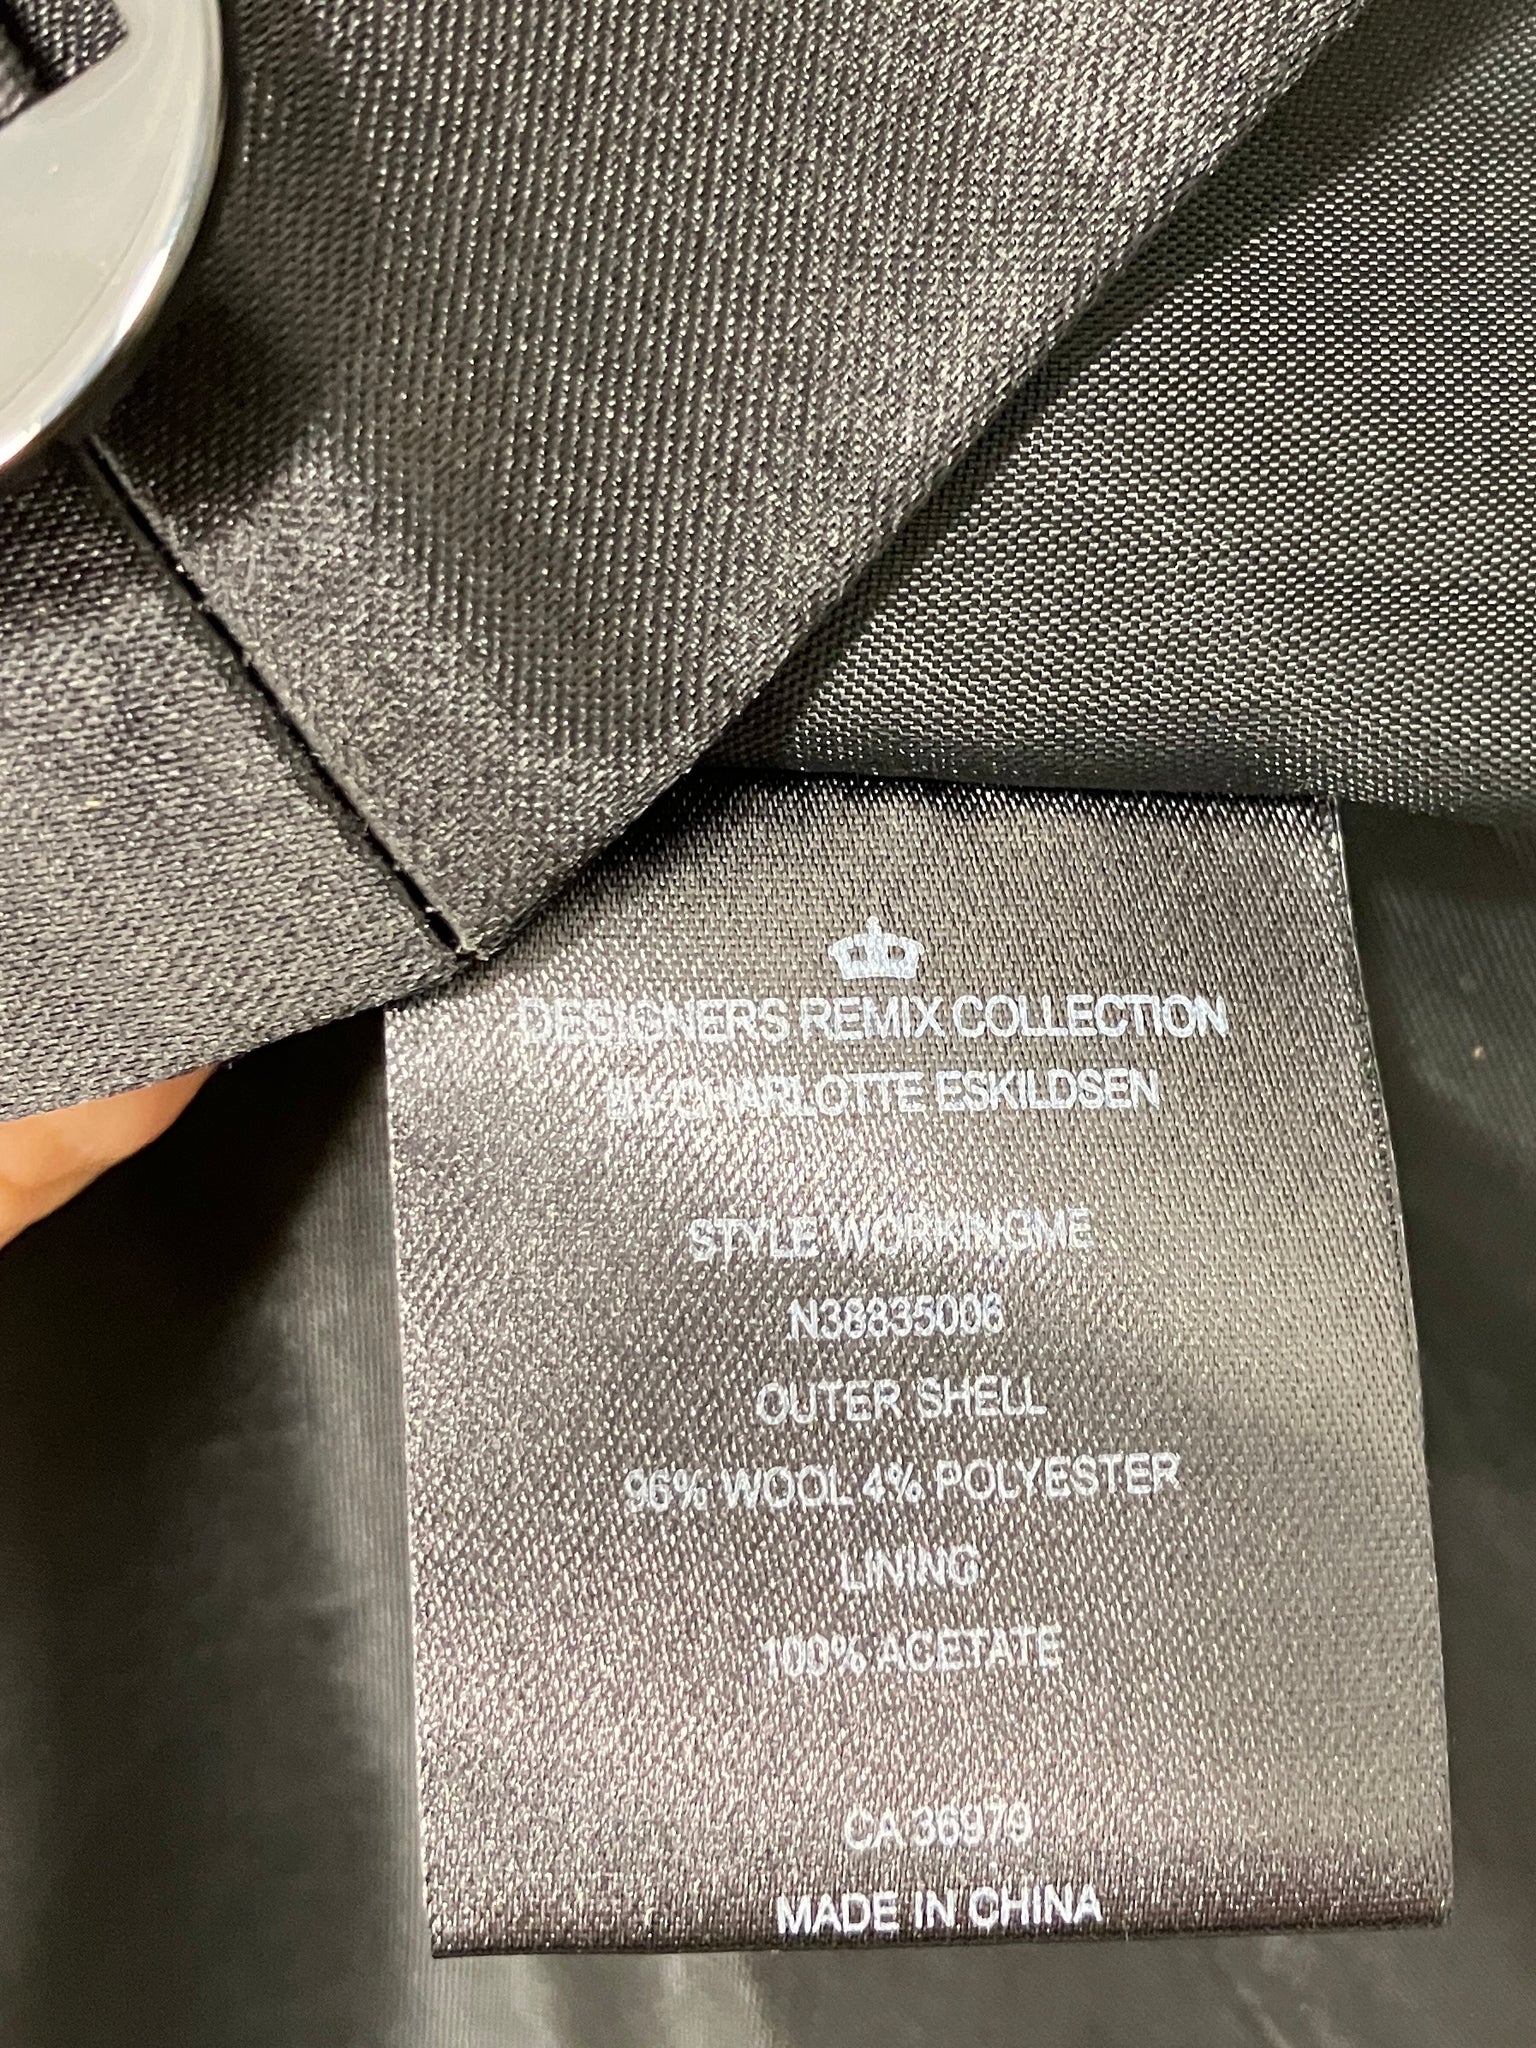 DESIGNERS REMIX COLLECTION
BY CHARLOTTE ESKILDSEN
STYLE WORKINGME
N38835006
OUTER SHELL
96% WOOL 4% POLYESTER
LINING
100% ACETATE
CA 36979
MADE IN CHINA